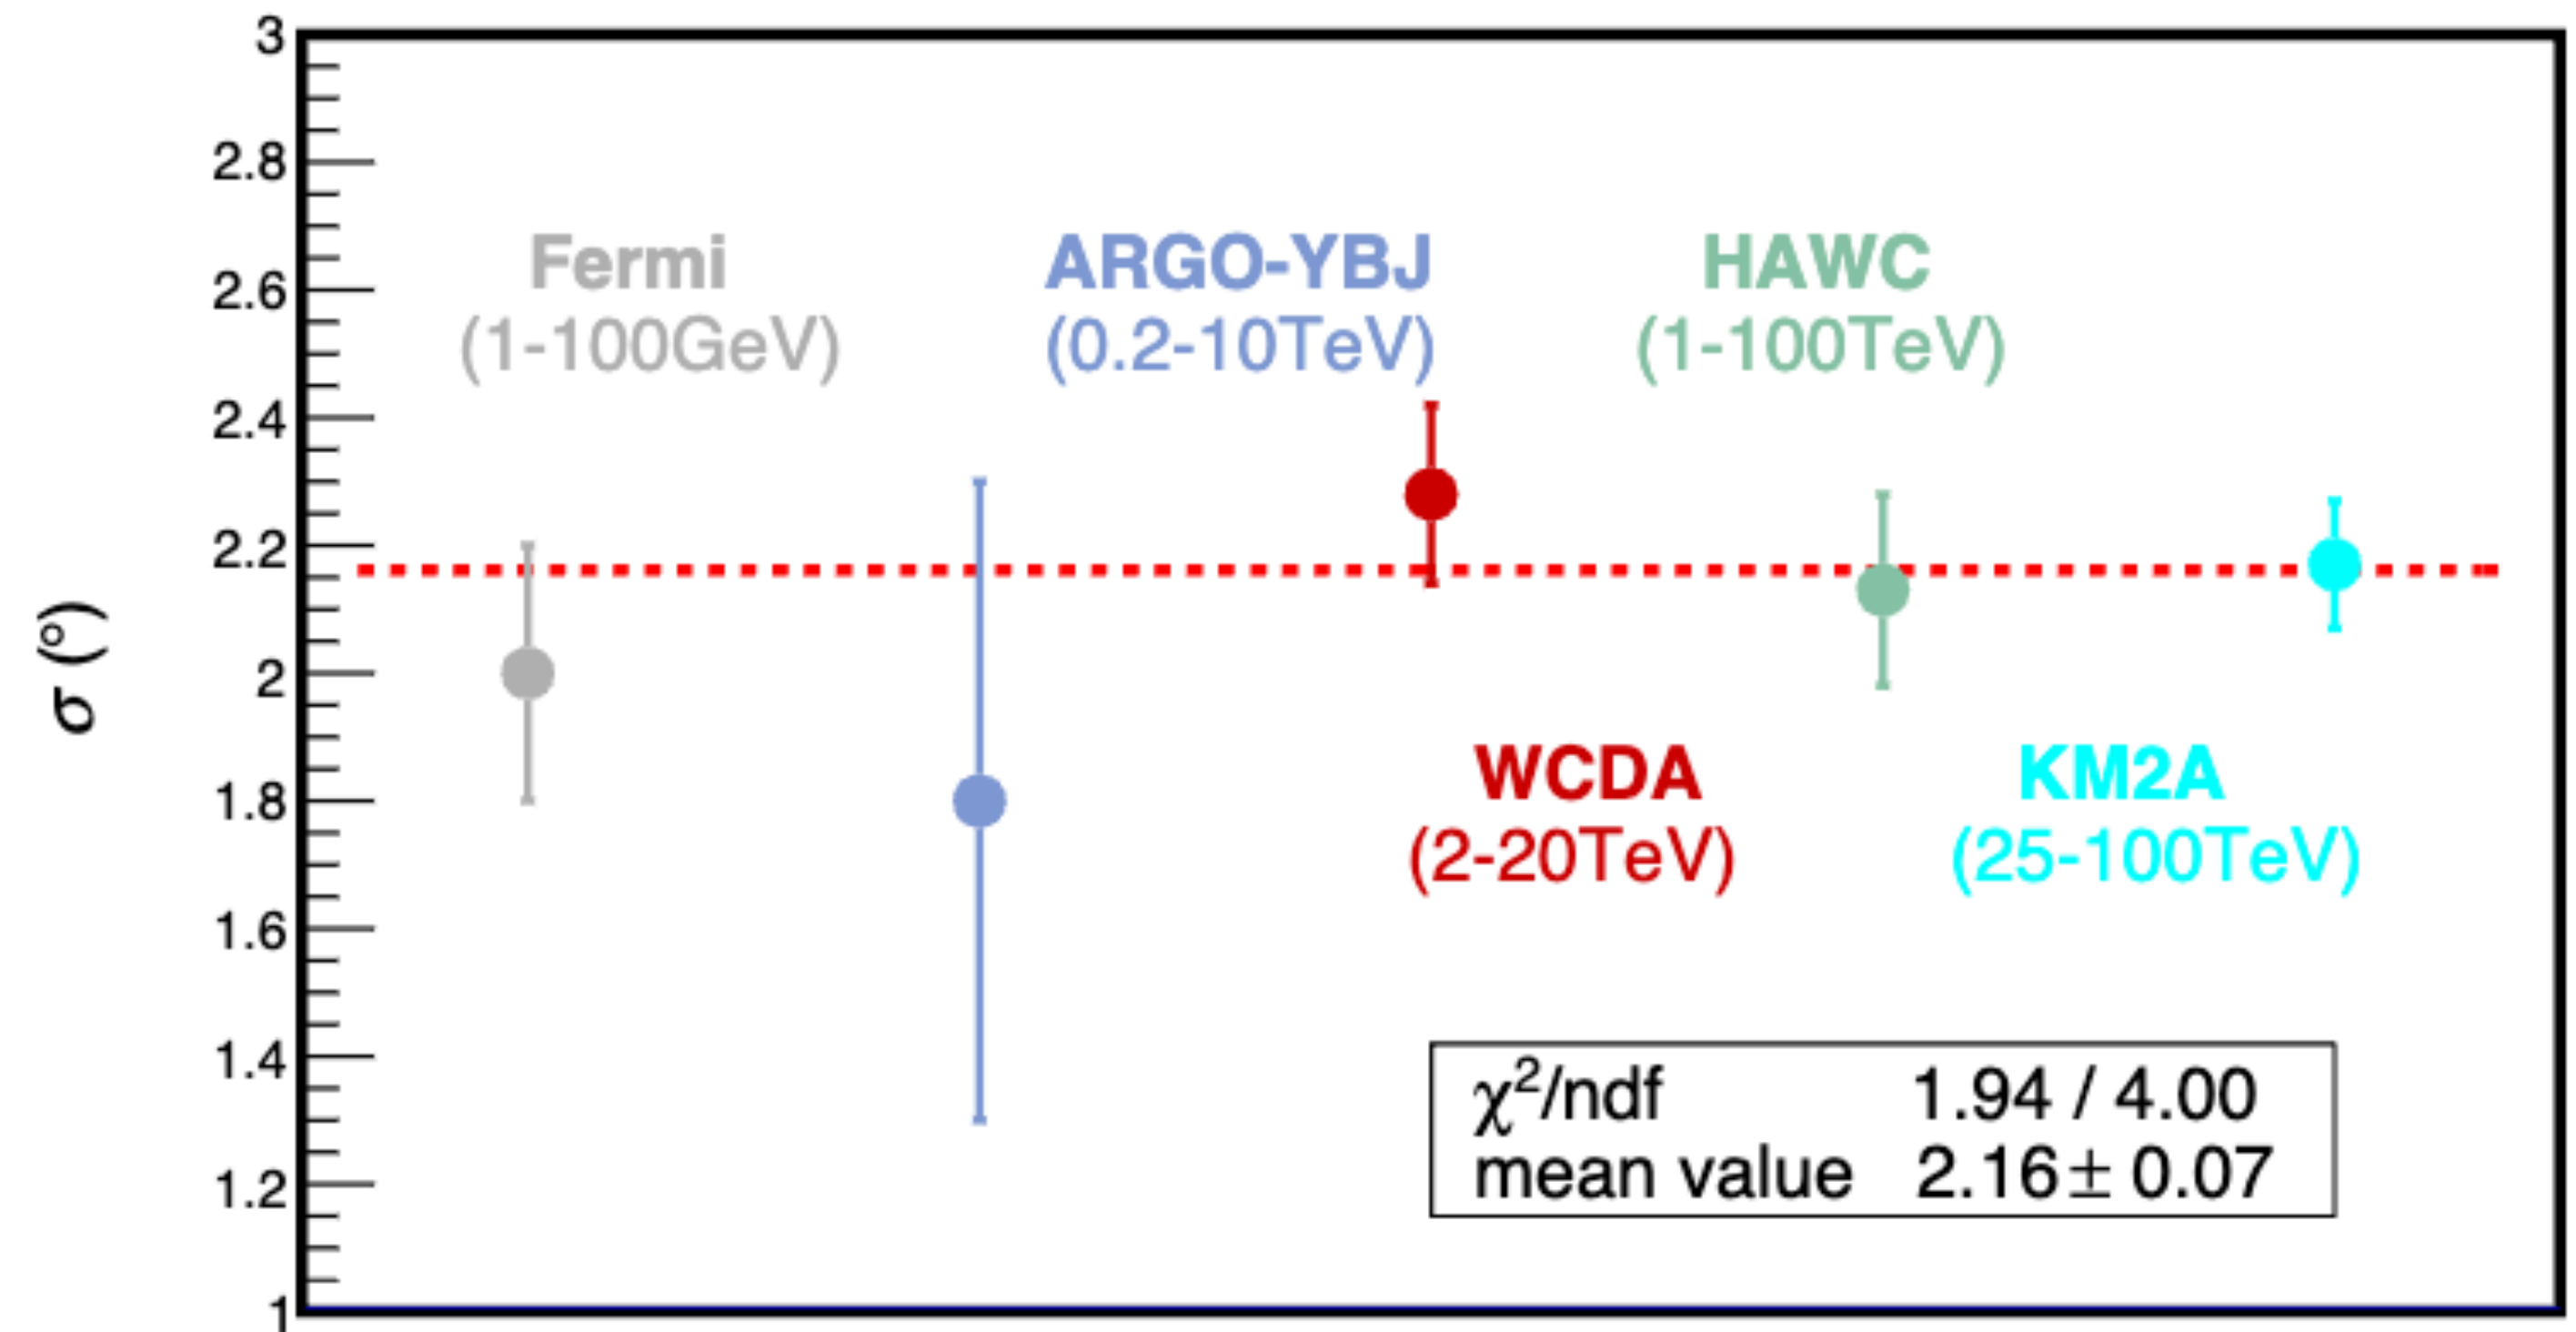 3
2.8
2.6
2.4
2.2
2
1.8
1.6
1.4
1.2
1
σ (°)
Fermi
(1-100GeV)
ARGO-YBJ
(0.2-10TeV)
HAWC
(1-100TeV)
WCDA
(2-20TeV)
KM2A
(25-100TeV)
χ²/ndf 1.94 / 4.00
mean value 2.16± 0.07